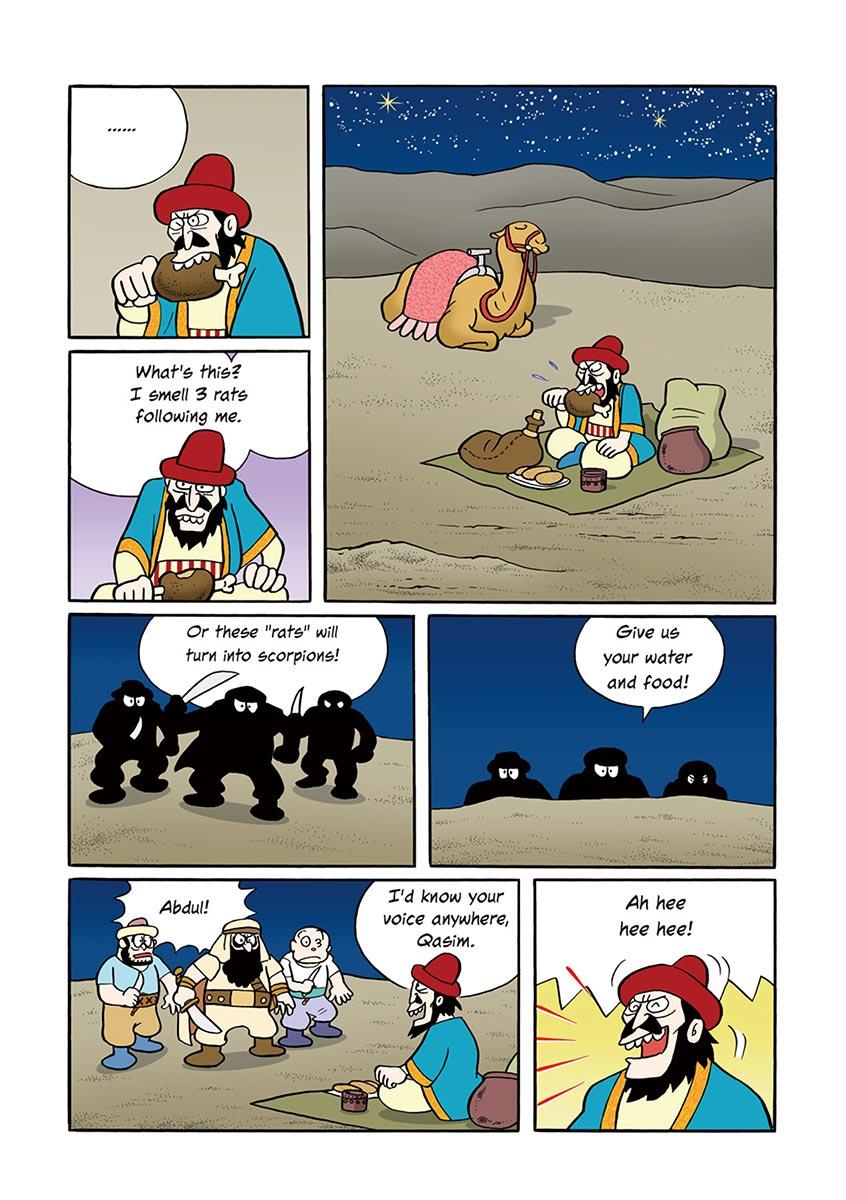 ......
What's this?
I smell 3 rats
following me.
Give us
your water
and food!
Or these "rats" will
turn into scorpions!
Ah hee
hee hee!
I'd know your
voice anywhere,
Qasim.
Abdul!